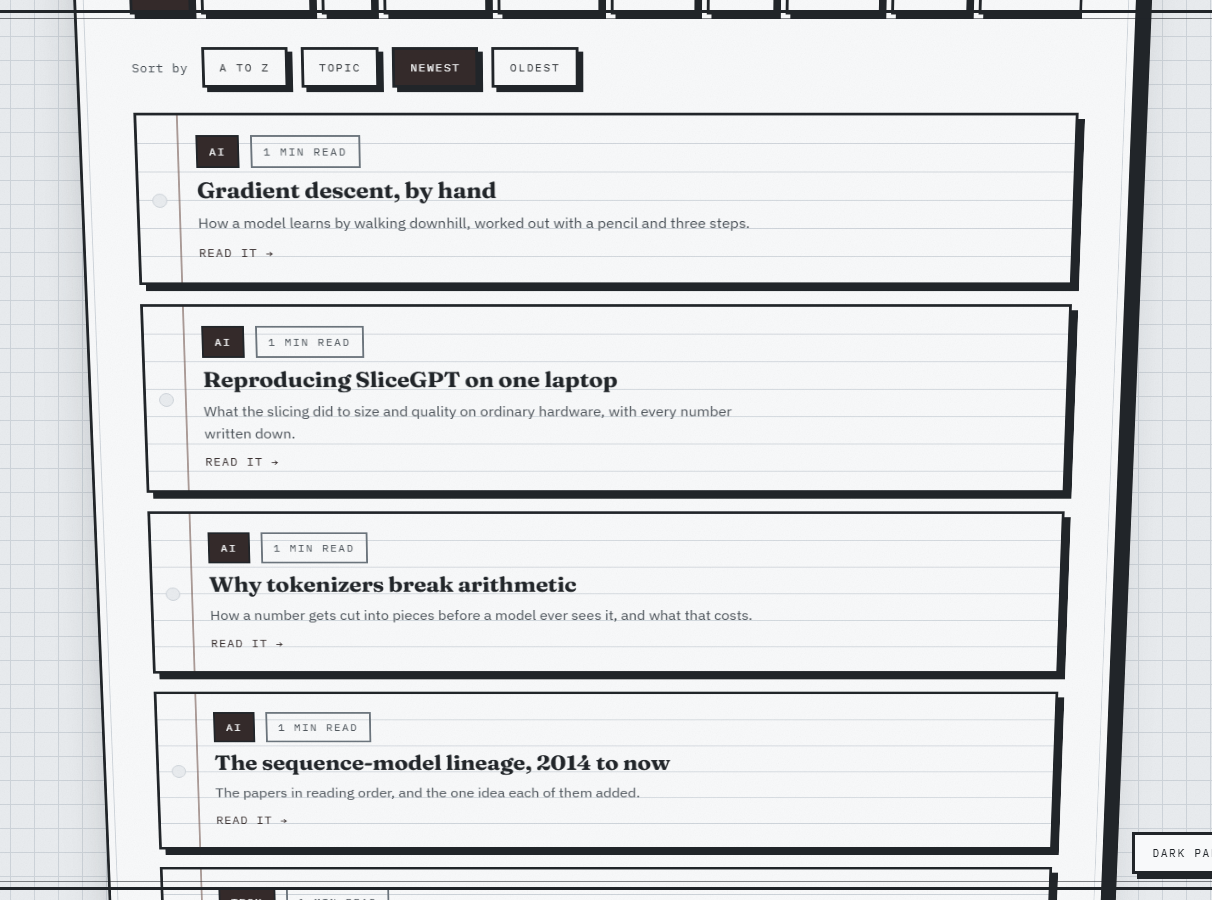 Sort by
A TO Z
TOPIC
NEWEST
OLDEST
AI
1 MIN READ
Gradient descent, by hand
How a model learns by walking downhill, worked out with a pencil and three steps.
READ IT →
AI
1 MIN READ
Reproducing SliceGPT on one laptop
What the slicing did to size and quality on ordinary hardware, with every number
written down.
READ IT →
AI
1 MIN READ
Why tokenizers break arithmetic
How a number gets cut into pieces before a model ever sees it, and what that costs.
READ IT →
AI
1 MIN READ
The sequence-model lineage, 2014 to now
The papers in reading order, and the one idea each of them added.
READ IT →
DARK